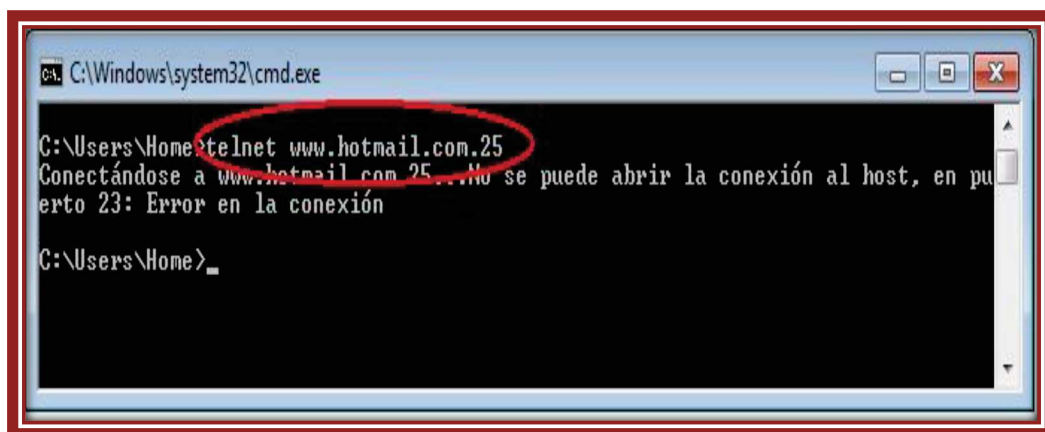 C:\Windows\system32\cmd.exe
C:\Users\Home>telnet www.hotmail.com.25
Conectándose a www.hotmail.com.25...No se puede abrir la conexión al host, en pu
erto 23: Error en la conexión
C:\Users\Home>_